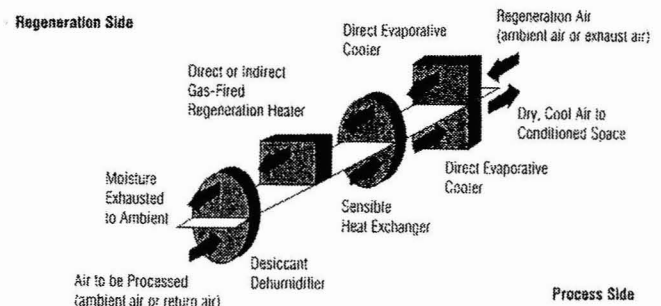 Regeneration Side
Direct Evaporative
Cooler
Regeneration Air
(ambient air or exhaust air)
Direct or Indirect
Gas-Fired
Regeneration Heater
Dry, Cool Air to
Conditioned Space
Moisture
Exhausted
to Ambient
Direct Evaporative
Cooler
Sensible
Heat Exchanger
Desiccant
Dehumidifier
Air to be Processed
(ambient air or return air)
Process Side